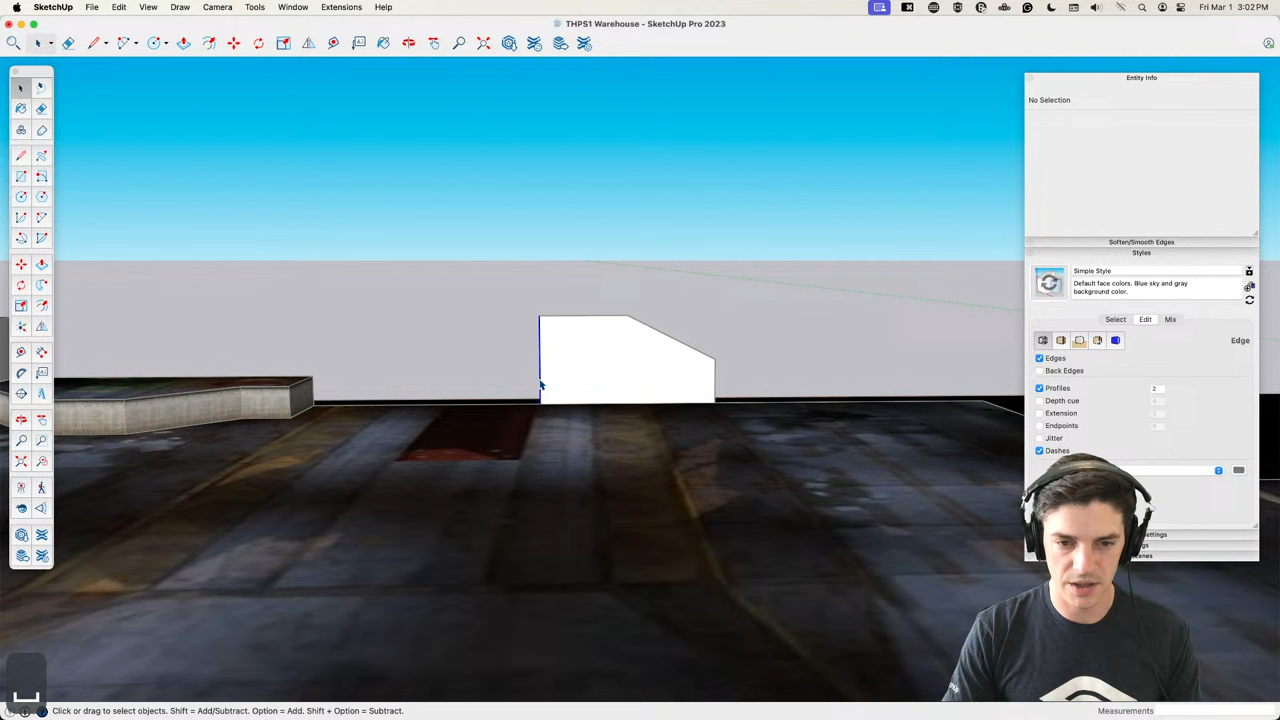 SketchUp File Edit View Draw Camera Tools Window Extensions Help
Fri Mar 1 3:02 PM
THPS1 Warehouse - SketchUp Pro 2023
Entity Info
No Selection
Soften/Smooth Edges
Styles
Simple Style
Default face colors. Blue sky and gray
background color.
Select Edit Mix
Edge
Edges
Back Edges
Profiles 2
Depth cue
Extension
Endpoints
Jitter
Dashes
Click or drag to select objects. Shift = Add/Subtract. Option = Add. Shift + Option = Subtract.
Measurements